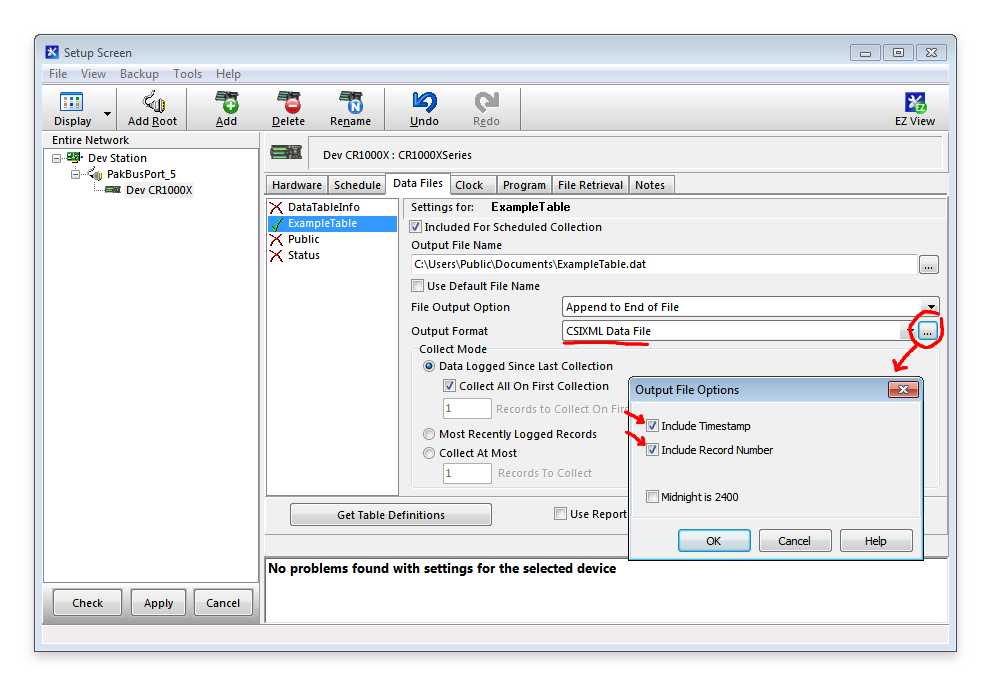 Setup Screen
File View Backup Tools Help
Display Add Root Add Delete Rename Undo Redo EZ View
Entire Network
Dev Station
PakBusPort_5
Dev CR1000X
Dev CR1000X : CR1000XSeries
Hardware Schedule Data Files Clock Program File Retrieval Notes
DataTableInfo
ExampleTable
Public
Status
Settings for: ExampleTable
Included For Scheduled Collection
Output File Name
C:\Users\Public\Documents\ExampleTable.dat ...
Use Default File Name
File Output Option Append to End of File
Output Format CSIXML Data File ...
Collect Mode
Data Logged Since Last Collection
Collect All On First Collection
1 Records to Collect On Firs
Most Recently Logged Records
Collect At Most
1 Records To Collect
Output File Options
Include Timestamp
Include Record Number
Midnight is 2400
OK Cancel Help
Get Table Definitions Use Report
No problems found with settings for the selected device
Check Apply Cancel